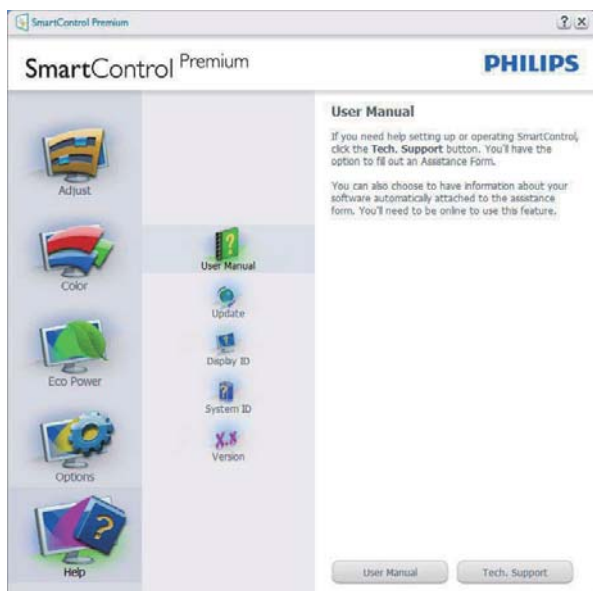 SmartControl Premium
? X
SmartControl Premium
PHILIPS
Adjust
Color
Eco Power
Options
Help
User Manual
Update
Display ID
System ID
X.X
Version
User Manual
If you need help setting up or operating SmartControl,
click the Tech. Support button. You'll have the
option to fill out an Assistance Form.
You can also choose to have information about your
software automatically attached to the assistance
form. You'll need to be online to use this feature.
User Manual
Tech. Support